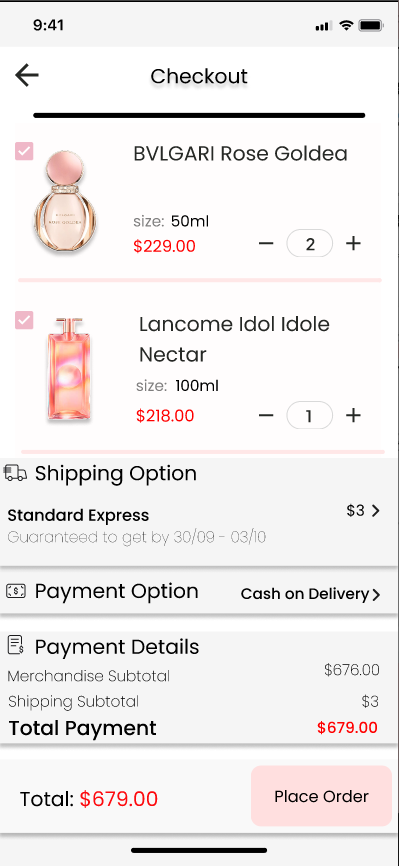 9:41
Checkout
BVLGARI Rose Goldea
size: 50ml
$229.00
2
Lancome Idol Idole
Nectar
size: 100ml
$218.00
1
Shipping Option
Standard Express
$3
Guaranteed to get by 30/09 - 03/10
Payment Option
Cash on Delivery
Payment Details
Merchandise Subtotal
$676.00
Shipping Subtotal
$3
Total Payment
$679.00
Total: $679.00
Place Order